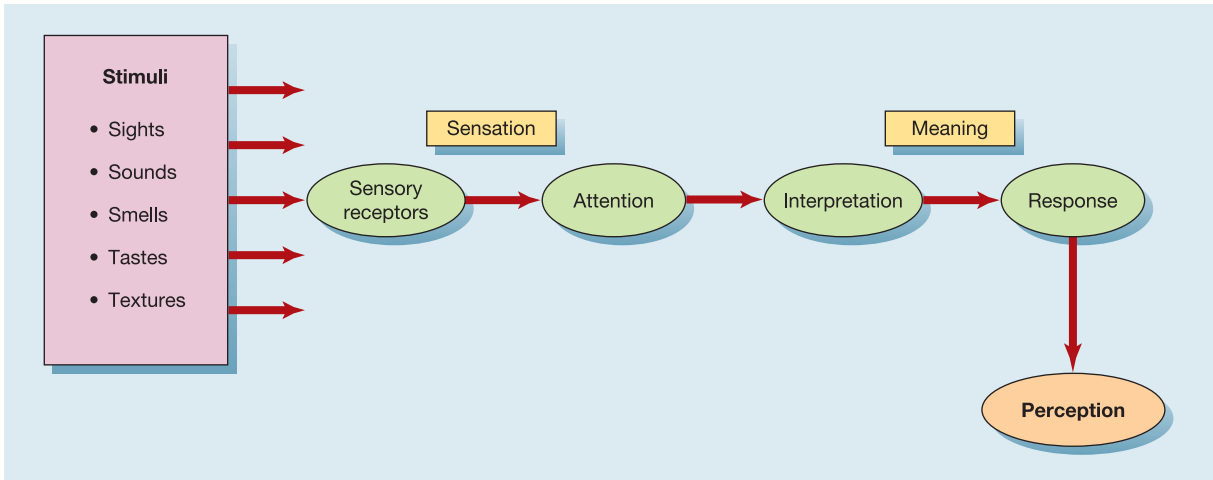 Stimuli
• Sights
• Sounds
• Smells
• Tastes
• Textures
Sensation
Meaning
Sensory
receptors
Attention
Interpretation
Response
Perception